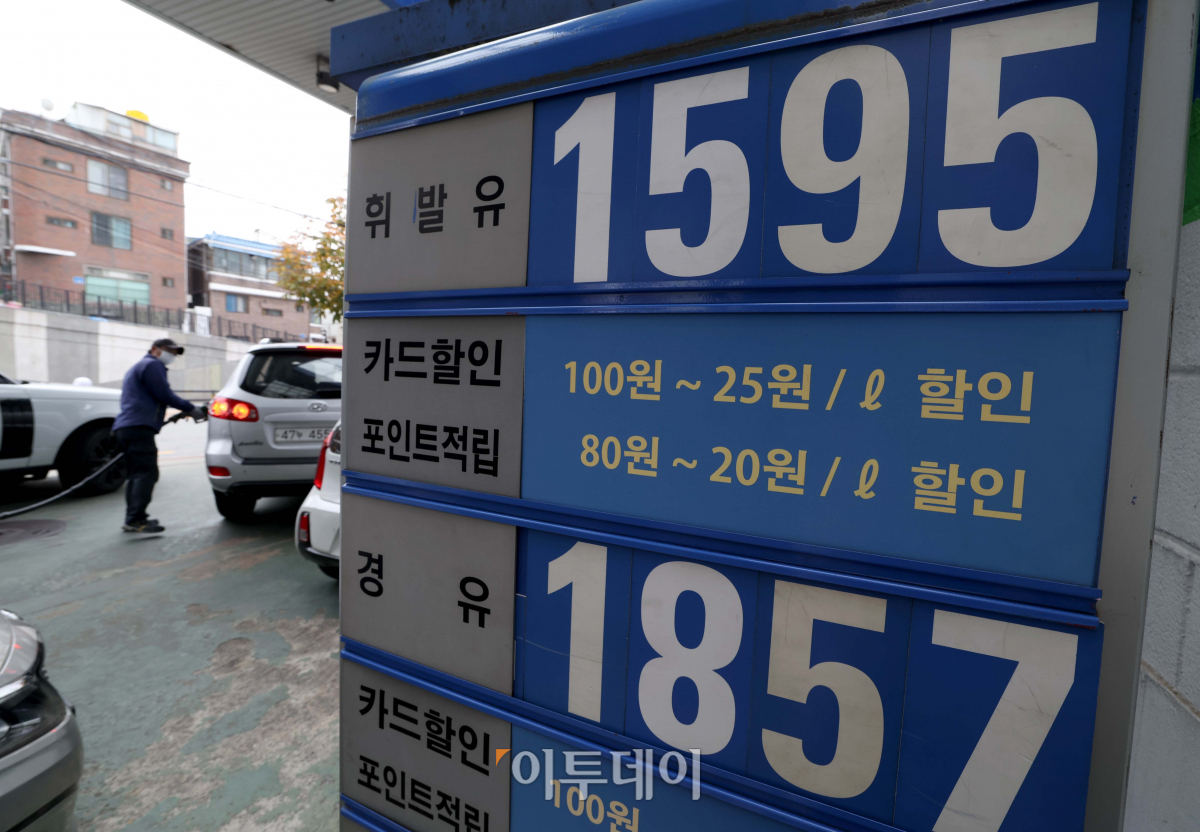 휘발유 1595
카드할인 100원 ~ 25원 / ℓ 할인
포인트적립 80원 ~ 20원 / ℓ 할인
경유 1857
카드할인
포인트적립 100원
이투데이